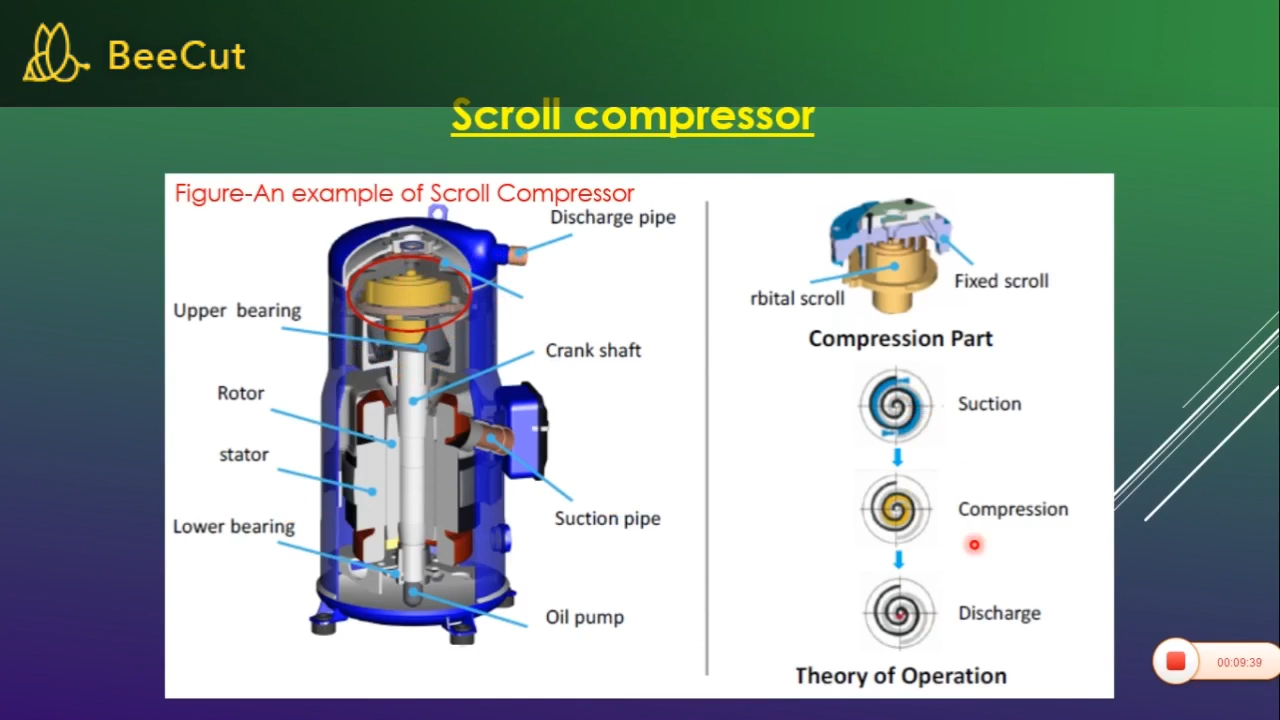 BeeCut
Scroll compressor
Figure-An example of Scroll Compressor
Discharge pipe
Upper bearing
Crank shaft
Rotor
stator
Suction pipe
Lower bearing
Oil pump
rbital scroll
Fixed scroll
Compression Part
Suction
Compression
Discharge
Theory of Operation
00:09:39